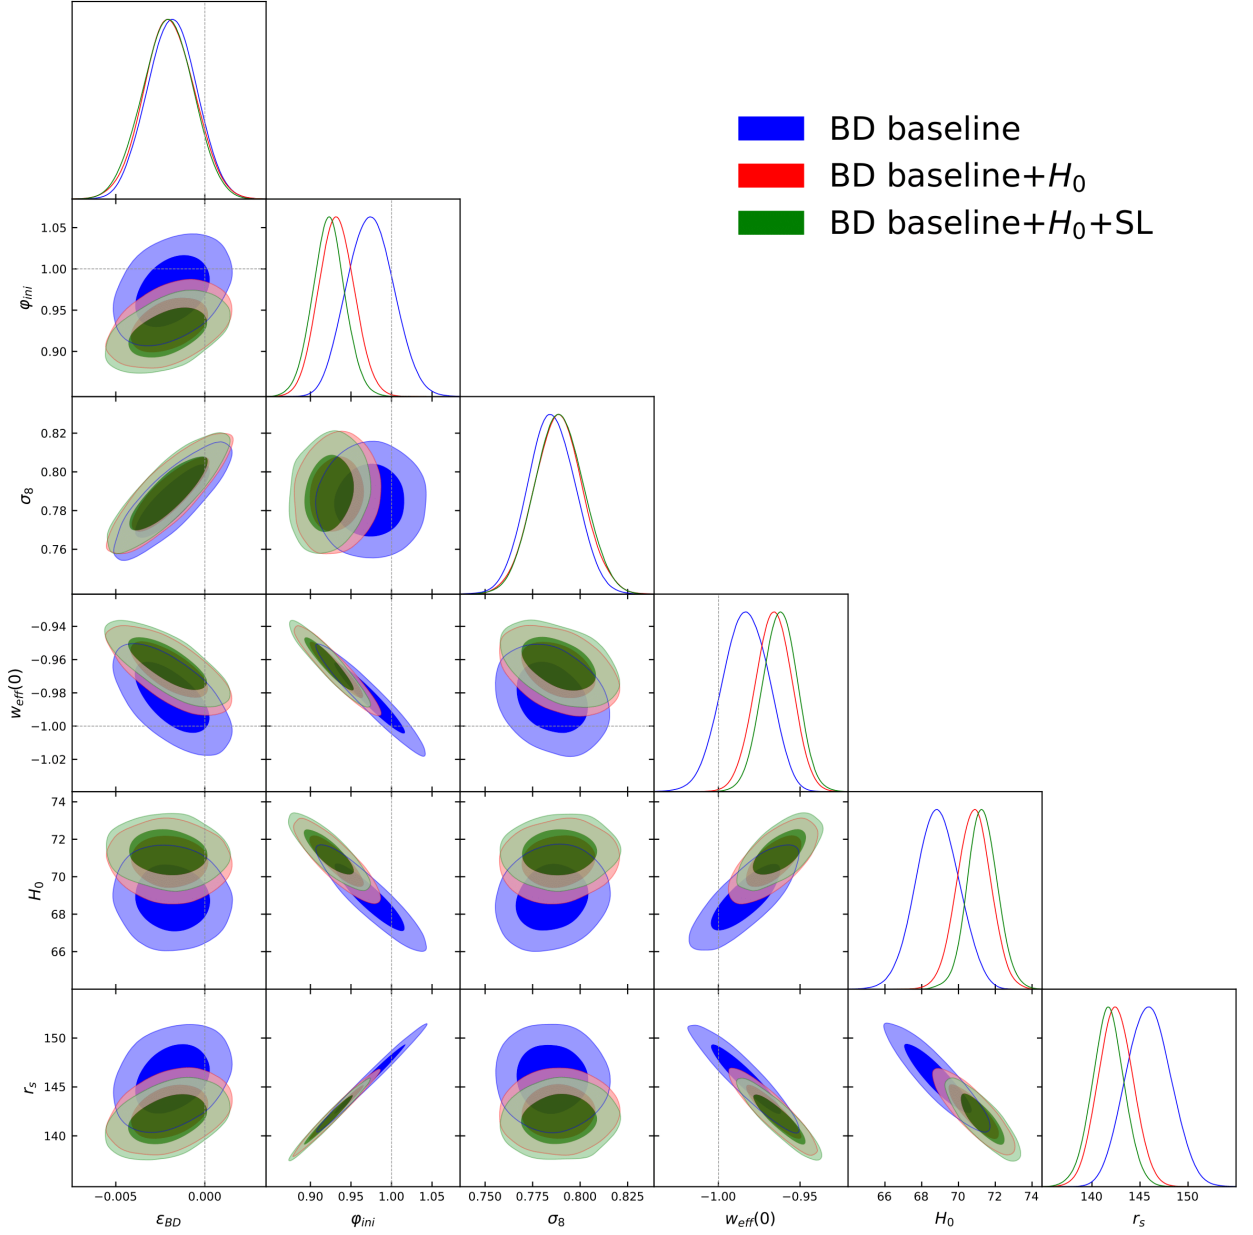 BD baseline
BD baseline+H₀
BD baseline+H₀+SL
1.05
1.00
0.95
0.90
φini
0.82
0.80
0.78
0.76
σ₈
−0.94
−0.96
−0.98
−1.00
−1.02
weff(0)
74
72
70
68
66
H₀
150
145
140
rs
−0.005 0.000
0.90 0.95 1.00 1.05
0.750 0.775 0.800 0.825
−1.00 −0.95
66 68 70 72 74
140 145 150
εBD
φini
σ₈
weff(0)
H₀
rs